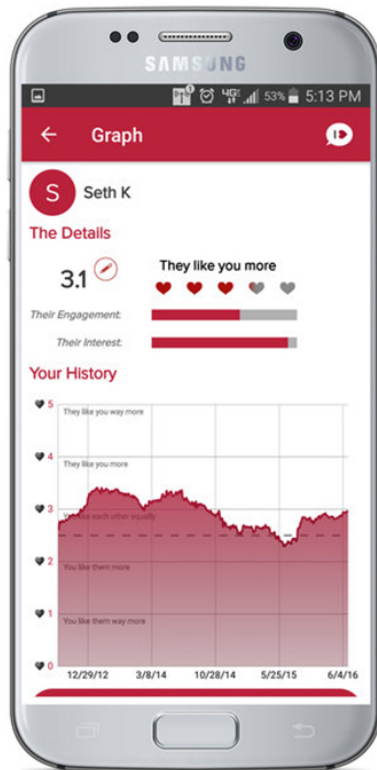 SAMSUNG
1
4G 53% 5:13 PM
Graph
S Seth K
The Details
3.1 They like you more
Their Engagement:
Their Interest:
Your History
5 They like you way more
4 They like you more
3 You like each other equally
2 You like them more
1 You like them way more
0
12/29/12 3/8/14 10/28/14 5/25/15 6/4/16